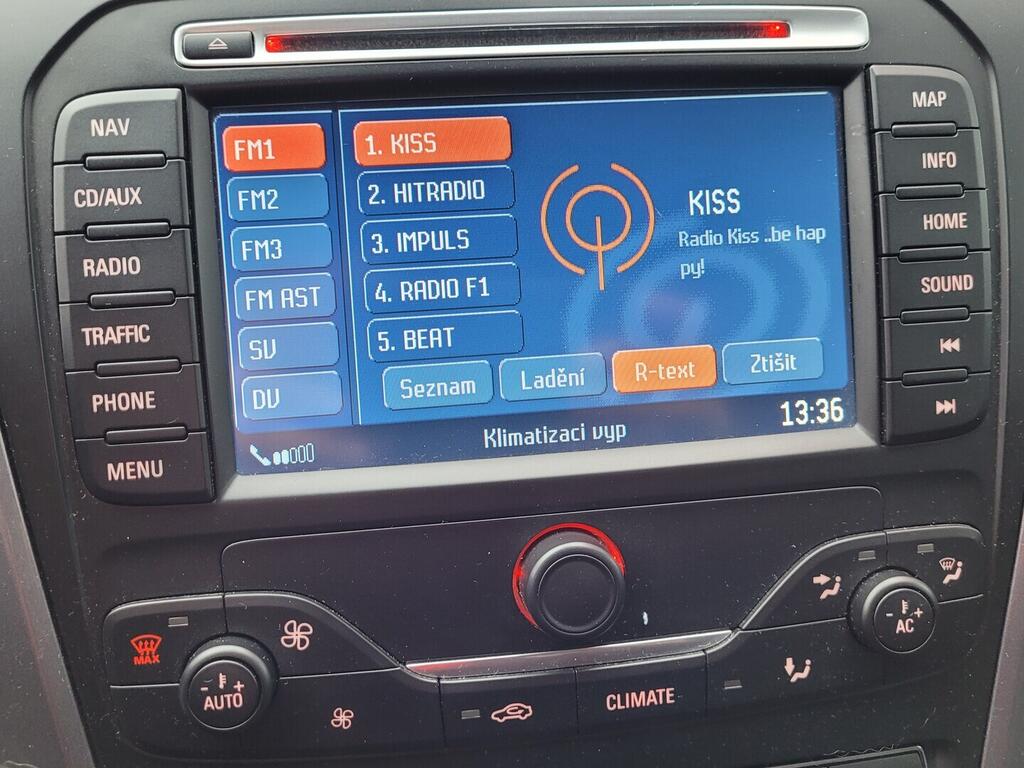 NAV
CD/AUX
RADIO
TRAFFIC
PHONE
MENU
FM1
FM2
FM3
FM AST
SV
DV
1. KISS
2. HITRADIO
3. IMPULS
4. RADIO F1
5. BEAT
KISS
Radio Kiss ..be hap
py!
Seznam
Ladění
R-text
Ztišit
Klimatizaci vyp
13:36
MAP
INFO
HOME
SOUND
MAX
- +
AUTO
CLIMATE
- +
AC